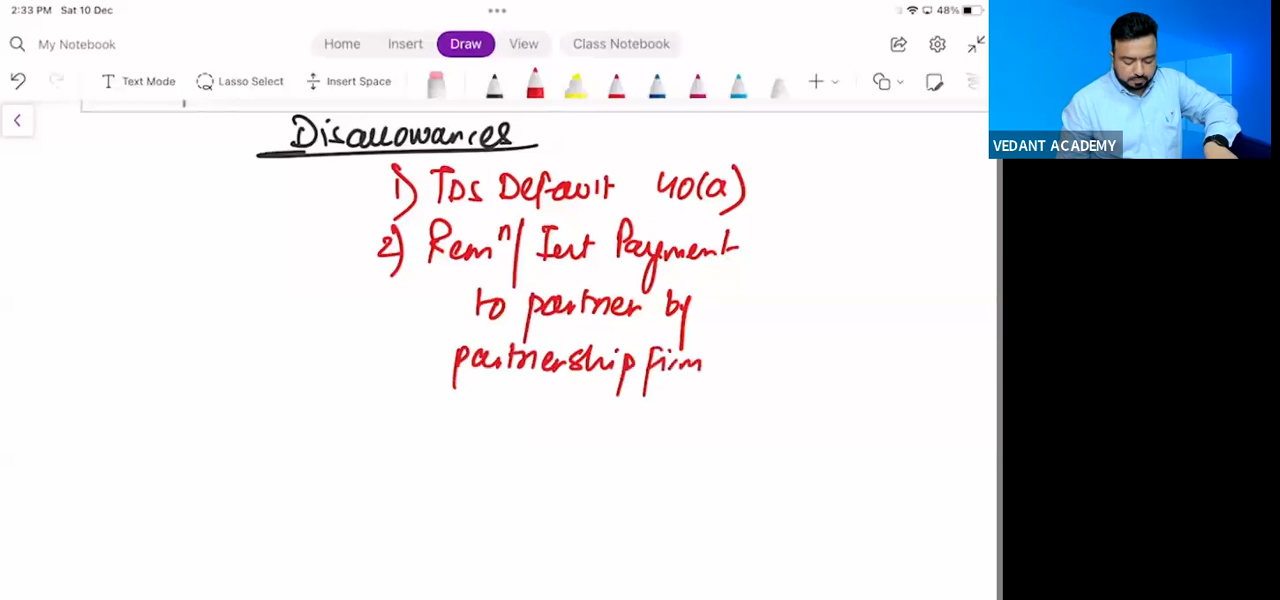 2:33 PM Sat 10 Dec
48%
My Notebook
Home Insert Draw View Class Notebook
Text Mode Lasso Select Insert Space
VEDANT ACADEMY
Disallowances
1) TDS Default 40(a)
2) Remⁿ/ Int Payment
to partner by
partnership firm